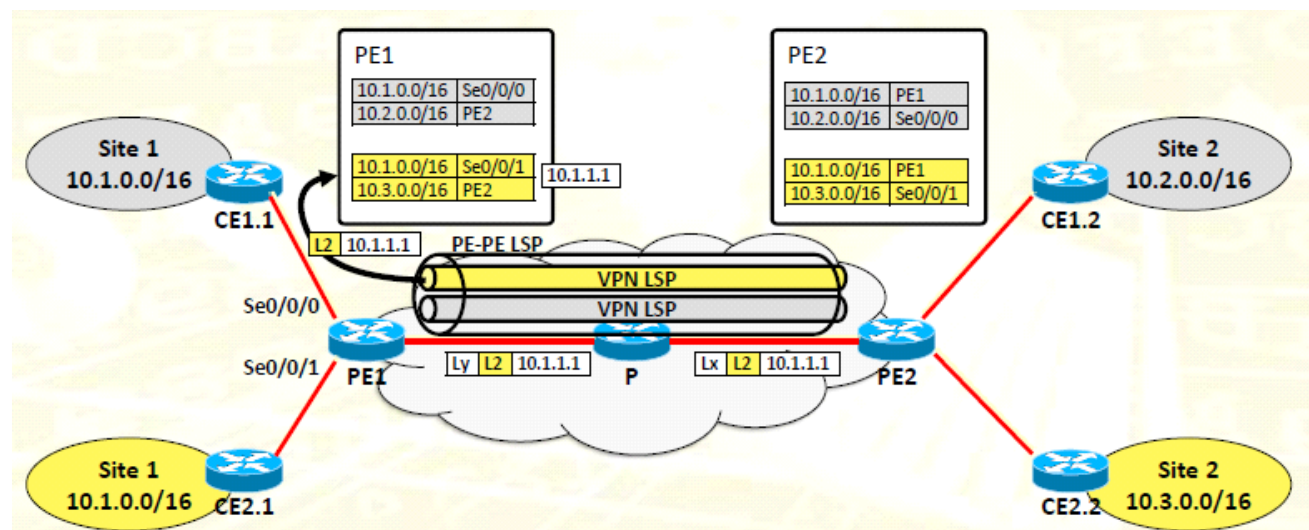 PE1
10.1.0.0/16 Se0/0/0
10.2.0.0/16 PE2
10.1.0.0/16 Se0/0/1
10.3.0.0/16 PE2
10.1.1.1
PE2
10.1.0.0/16 PE1
10.2.0.0/16 Se0/0/0
10.1.0.0/16 PE1
10.3.0.0/16 Se0/0/1
Site 1
10.1.0.0/16
CE1.1
Site 2
10.2.0.0/16
CE1.2
L2 10.1.1.1
PE-PE LSP
VPN LSP
VPN LSP
Se0/0/0
Se0/0/1
PE1
Ly L2 10.1.1.1
P
Lx L2 10.1.1.1
PE2
Site 1
10.1.0.0/16
CE2.1
CE2.2
Site 2
10.3.0.0/16